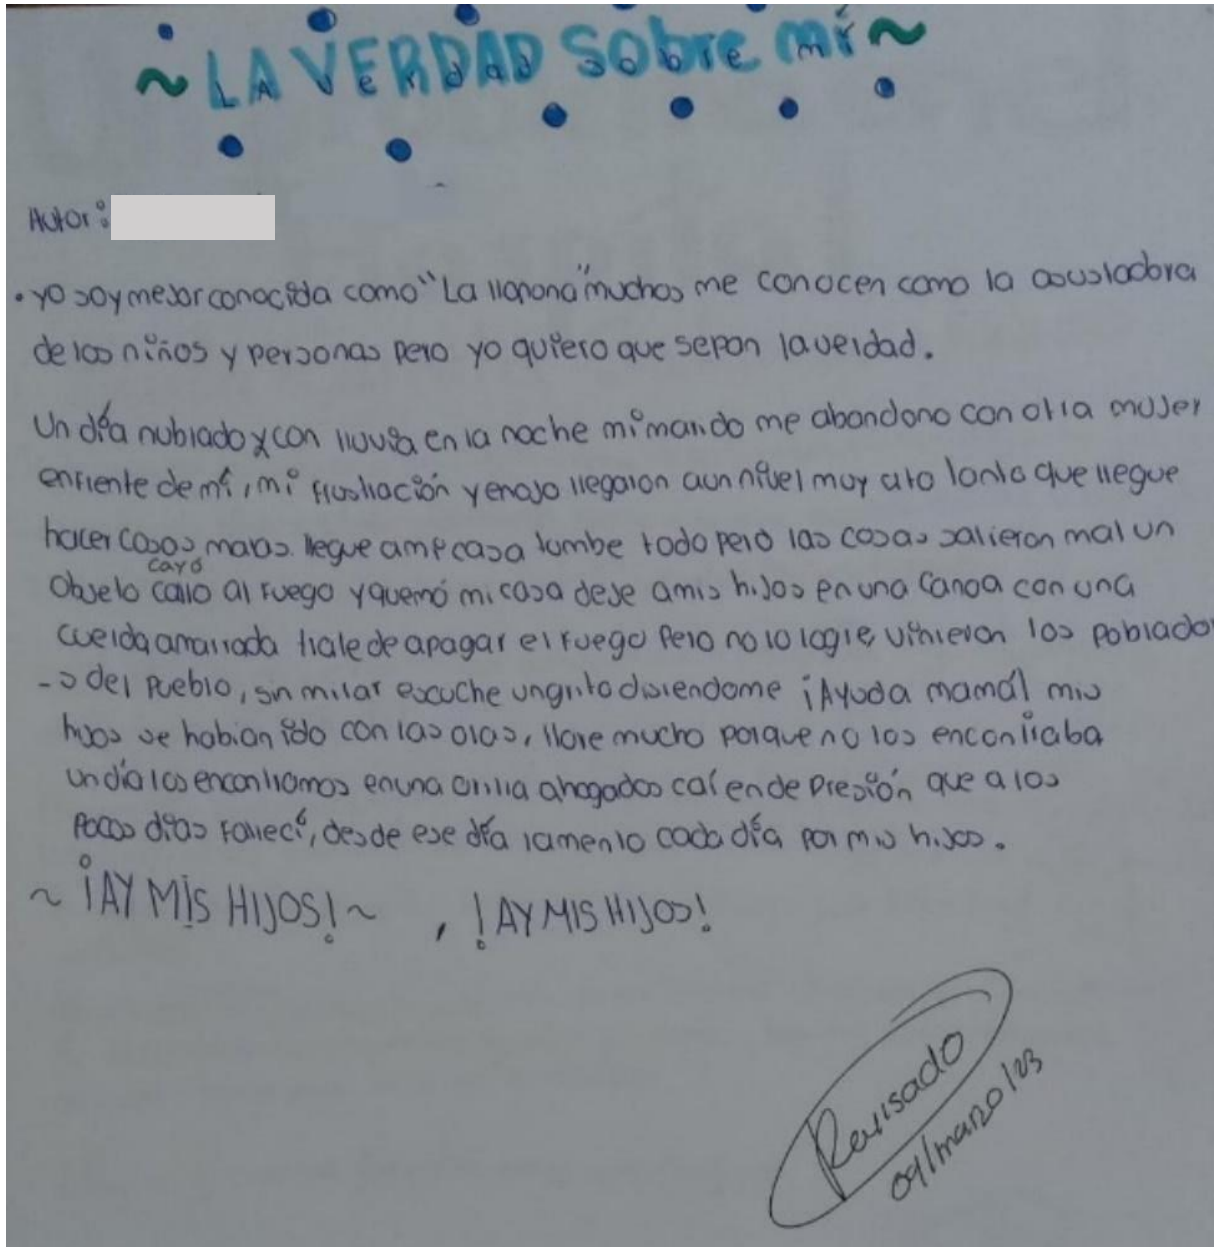 ~ LA VERDAD Sobre mí ~
Autor:
• yo soy mejor conocida como "La llorona" muchos me conocen como la asustadora
de los niños y personas pero yo quiero que sepan la verdad.
Un día nublado y con lluvia en la noche mi marido me abandono con otra mujer
enfrente de mí, mi frustración y enojo llegaron aun nivel muy alto tanto que llegue
hacer cosas malas. llegue ami casa tumbe todo pero las cosas salieron mal un
cayó
Objeto callo al fuego y quemó mi casa deje amis hijos en una canoa con una
cuerda amarrada trate de apagar el fuego Pero no lo logre, vinieron los poblado
-s del Pueblo, sin mirar escuche un grito disiendome ¡Ayuda mamá! mis
hijos se habian ido con las olas, llore mucho porque no los encontraba
un día los encontramos en una orilla ahogados caí en depresión que a los
Pocos días fallecí, desde ese día lamento cada día por mis hijos.
~ ¡AY MIS HIJOS! ~ , ¡AY MIS HIJOS!
Revisado
09/marzo/23